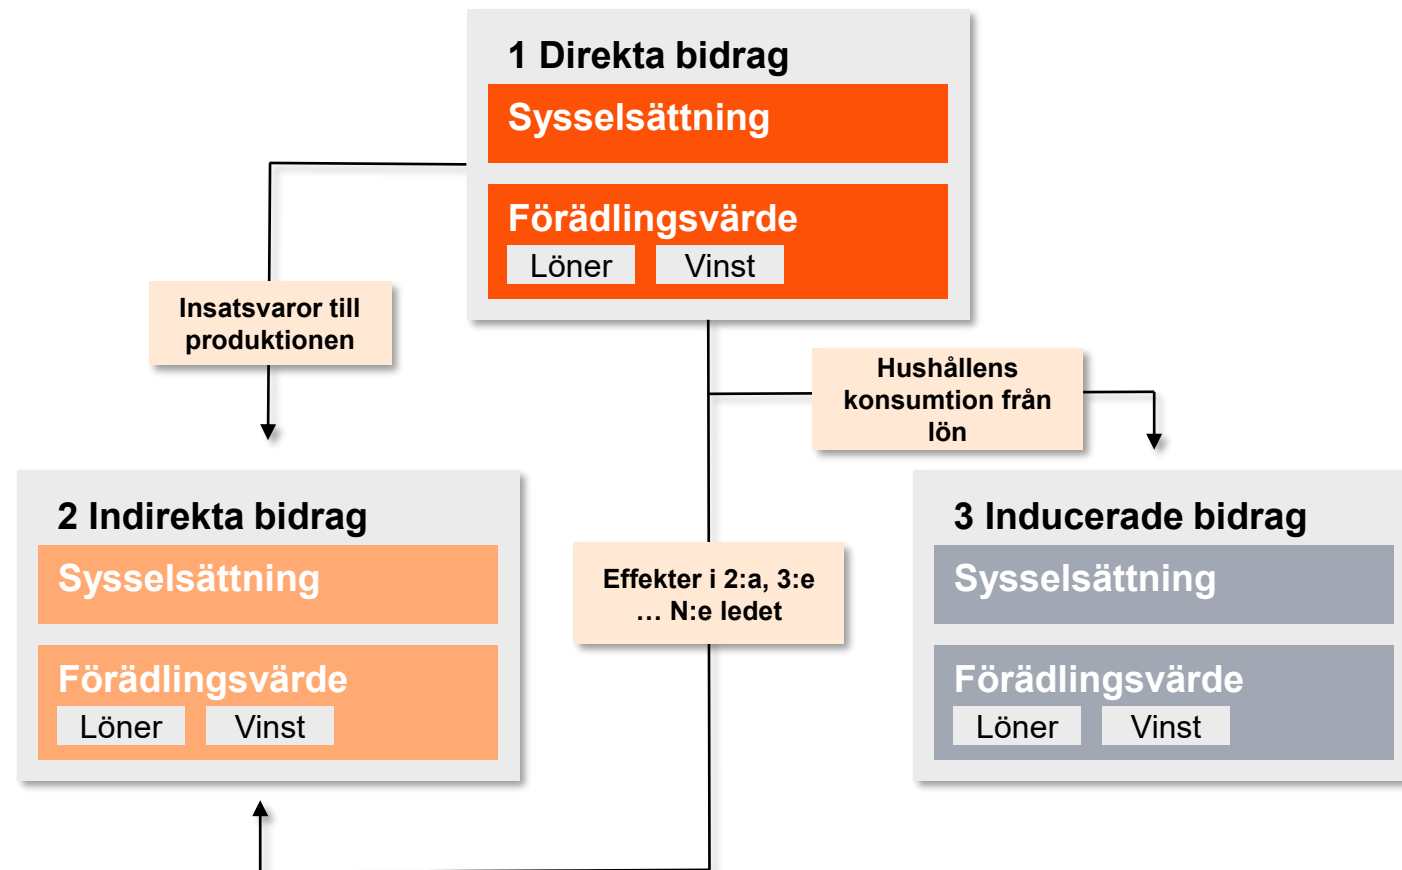 1 Direkta bidrag
Sysselsättning
Förädlingsvärde
Löner
Vinst
Insatsvaror till
produktionen
Hushållens
konsumtion från
lön
2 Indirekta bidrag
Sysselsättning
Förädlingsvärde
Löner
Vinst
Effekter i 2:a, 3:e
… N:e ledet
3 Inducerade bidrag
Sysselsättning
Förädlingsvärde
Löner
Vinst